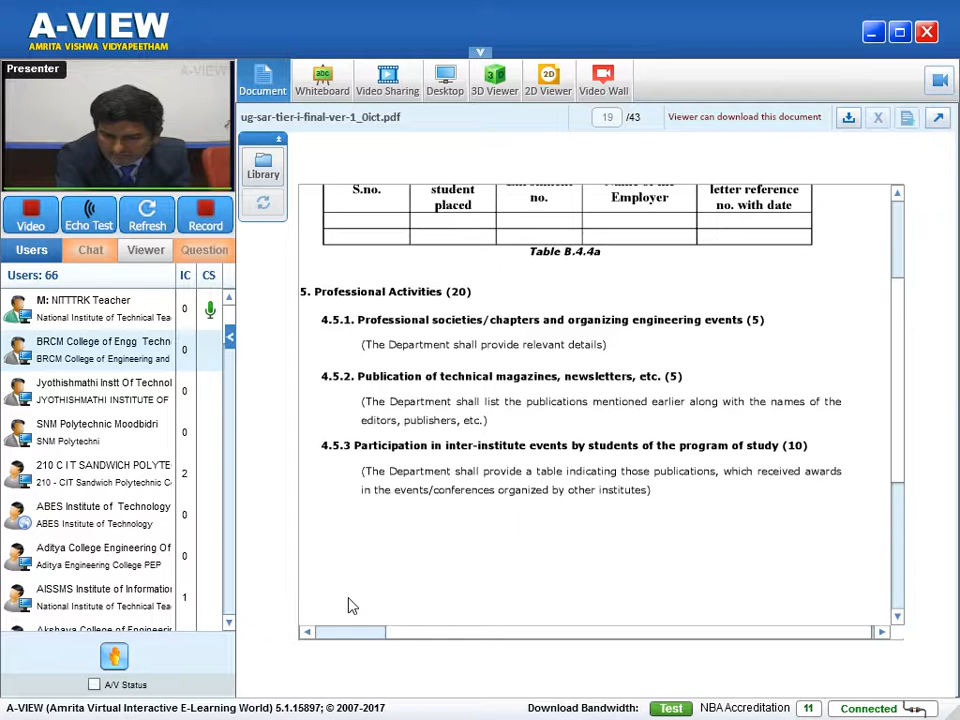 A-VIEW
AMRITA VISHWA VIDYAPEETHAM
Presenter
A-VIEW
Document
Whiteboard
Video Sharing
Desktop
3D Viewer
2D Viewer
Video Wall
ug-sar-tier-i-final-ver-1_0ict.pdf
19 /43
Viewer can download this document
Library
Video
Echo Test
Refresh
Record
Users
Chat
Viewer
Question
Users: 66
IC
CS
M: NITTTRK Teacher
0
National Institute of Technical Tea
BRCM College of Engg Techn
0
BRCM College of Engineering and
Jyothishmathi Instt Of Technol
0
JYOTHISHMATHI INSTITUTE OF
SNM Polytechnic Moodbidri
0
SNM Polytechni
210 C I T SANDWICH POLYTE
2
210 - CIT Sandwich Polytechnic C
ABES Institute of Technology
0
ABES Institute of Technology
Aditya College Engineering Of
0
Aditya Engineering College PEP
AISSMS Institute of Informatio
1
National Institute of Technical Tea
Akshaya College of Engineeri
A/V Status
S.no.
student
placed
no.
Employer
letter reference
no. with date
Table B.4.4a
5. Professional Activities (20)
4.5.1. Professional societies/chapters and organizing engineering events (5)
(The Department shall provide relevant details)
4.5.2. Publication of technical magazines, newsletters, etc. (5)
(The Department shall list the publications mentioned earlier along with the names of the
editors, publishers, etc.)
4.5.3 Participation in inter-institute events by students of the program of study (10)
(The Department shall provide a table indicating those publications, which received awards
in the events/conferences organized by other institutes)
A-VIEW (Amrita Virtual Interactive E-Learning World) 5.1.15897; © 2007-2017
Download Bandwidth:
Test
NBA Accreditation
11
Connected